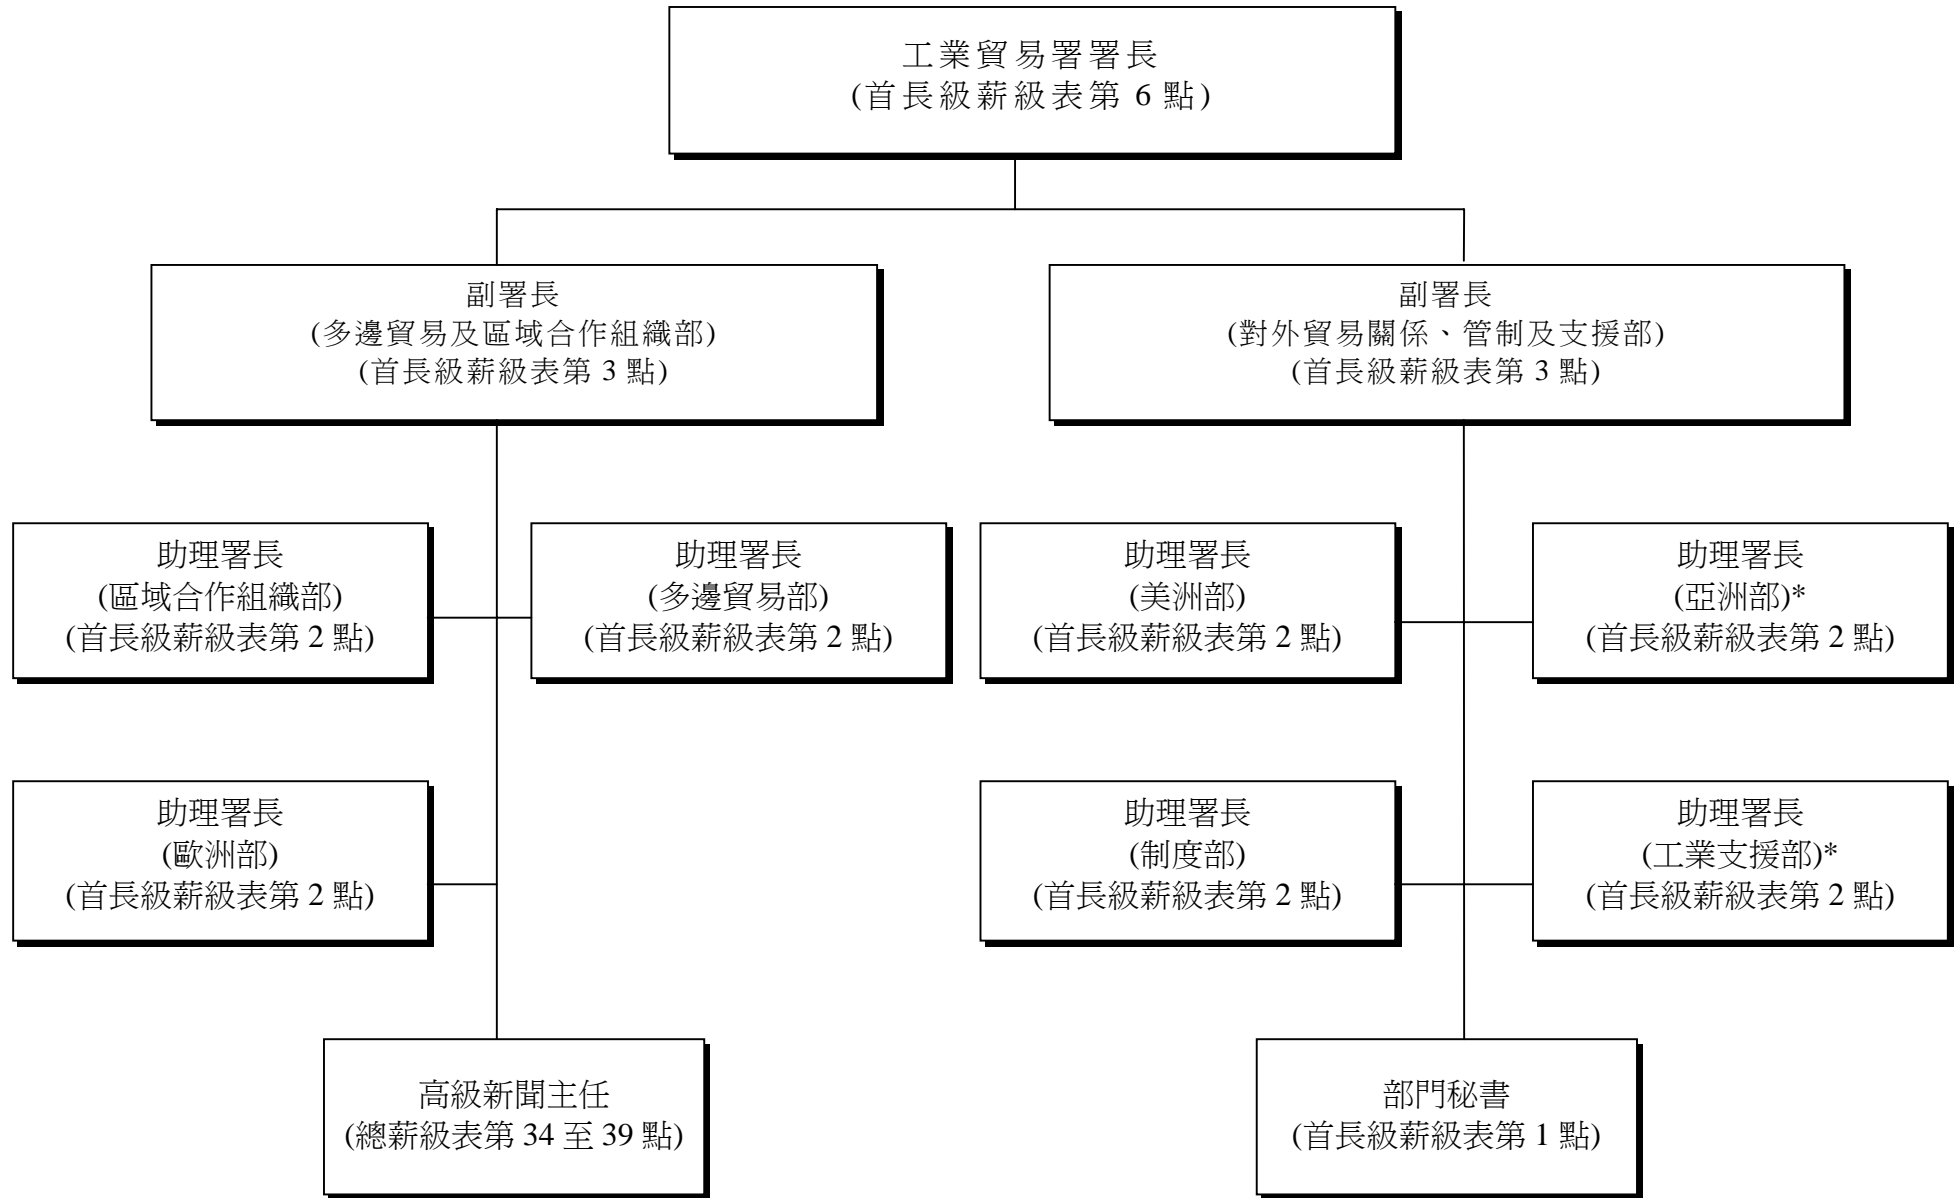 工業貿易署署長
(首長級薪級表第 6 點)
副署長
(多邊貿易及區域合作組織部)
(首長級薪級表第 3 點)
副署長
(對外貿易關係、管制及支援部)
(首長級薪級表第 3 點)
助理署長
(區域合作組織部)
(首長級薪級表第 2 點)
助理署長
(多邊貿易部)
(首長級薪級表第 2 點)
助理署長
(美洲部)
(首長級薪級表第 2 點)
助理署長
(亞洲部)*
(首長級薪級表第 2 點)
助理署長
(歐洲部)
(首長級薪級表第 2 點)
助理署長
(制度部)
(首長級薪級表第 2 點)
助理署長
(工業支援部)*
(首長級薪級表第 2 點)
高級新聞主任
(總薪級表第 34 至 39 點)
部門秘書
(首長級薪級表第 1 點)